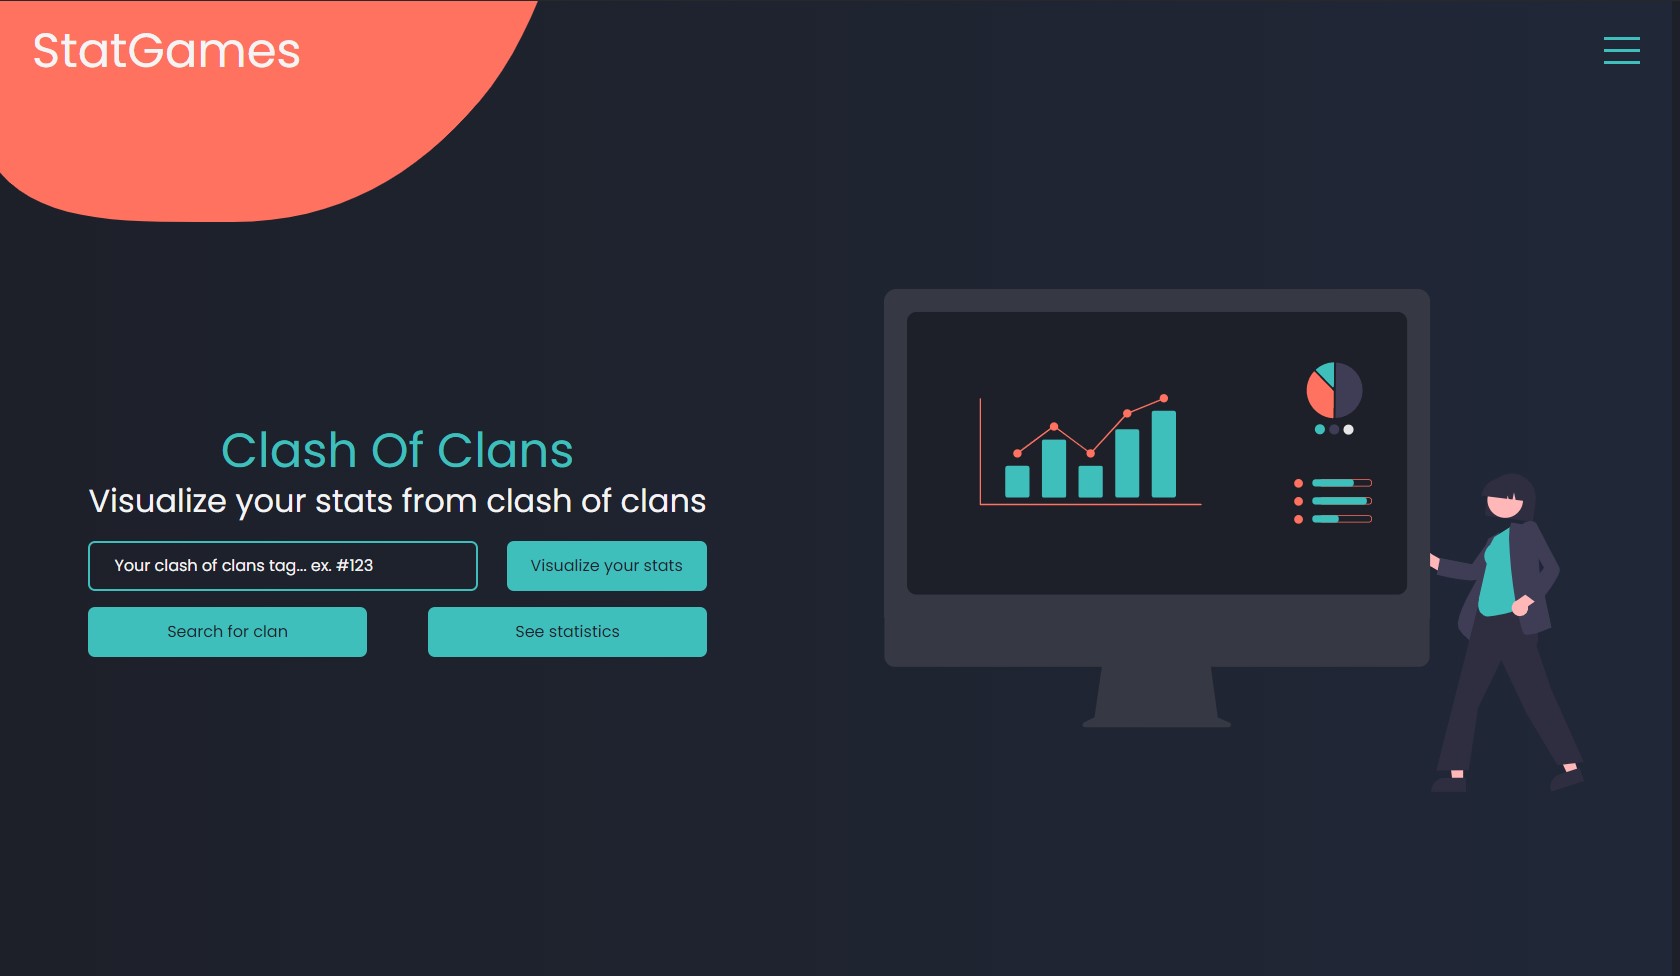 StatGames
Clash Of Clans
Visualize your stats from clash of clans
Your clash of clans tag... ex. #123
Visualize your stats
Search for clan
See statistics